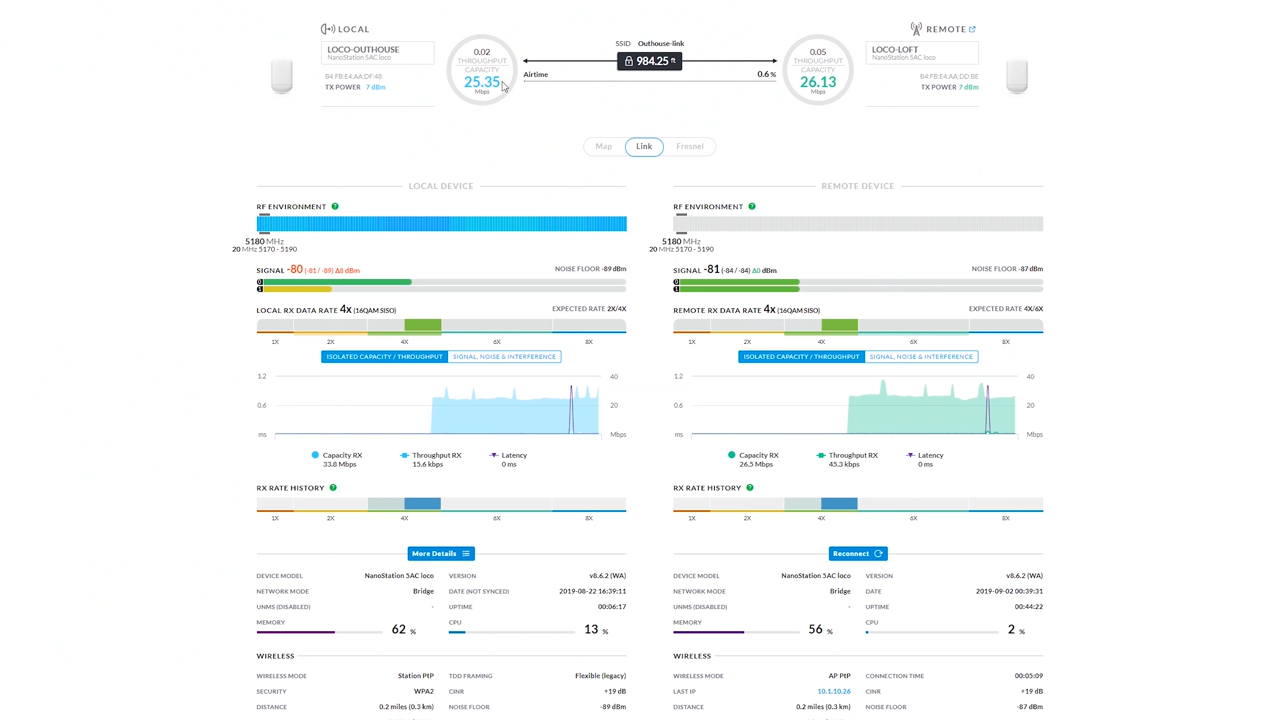 LOCAL
LOCO-OUTHOUSE
NanoStation 5AC loco
B4:FB:E4:AA:DF:48
TX POWER 7 dBm
0.02
THROUGHPUT
CAPACITY
25.35
Mbps
SSID Outhouse-link
984.25 ft
Airtime 0.6 %
0.05
THROUGHPUT
CAPACITY
26.13
Mbps
REMOTE
LOCO-LOFT
NanoStation 5AC loco
B4:FB:E4:AA:DD:BE
TX POWER 7 dBm
Map Link Fresnel
LOCAL DEVICE
RF ENVIRONMENT ?
5180 MHz
20 MHz 5170 - 5190
SIGNAL -80 (-81 / -89) Δ8 dBm NOISE FLOOR -89 dBm
0
1
LOCAL RX DATA RATE 4x (16QAM SISO) EXPECTED RATE 2X/4X
1X 2X 4X 6X 8X
ISOLATED CAPACITY / THROUGHPUT SIGNAL, NOISE & INTERFERENCE
1.2 40
0.6 20
ms Mbps
Capacity RX Throughput RX Latency
33.8 Mbps 15.6 kbps 0 ms
RX RATE HISTORY ?
1X 2X 4X 6X 8X
More Details
DEVICE MODEL NanoStation 5AC loco VERSION v8.6.2 (WA)
NETWORK MODE Bridge DATE (NOT SYNCED) 2019-08-22 16:39:11
UNMS (DISABLED) - UPTIME 00:06:17
MEMORY 62 % CPU 13 %
WIRELESS
WIRELESS MODE Station PtP TDD FRAMING Flexible (legacy)
SECURITY WPA2 CINR +19 dB
DISTANCE 0.2 miles (0.3 km) NOISE FLOOR -89 dBm
REMOTE DEVICE
RF ENVIRONMENT ?
5180 MHz
20 MHz 5170 - 5190
SIGNAL -81 (-84 / -84) Δ0 dBm NOISE FLOOR -87 dBm
0
1
REMOTE RX DATA RATE 4x (16QAM SISO) EXPECTED RATE 4X/6X
1X 2X 4X 6X 8X
ISOLATED CAPACITY / THROUGHPUT SIGNAL, NOISE & INTERFERENCE
1.2 40
0.6 20
ms Mbps
Capacity RX Throughput RX Latency
26.5 Mbps 45.3 kbps 0 ms
RX RATE HISTORY ?
1X 2X 4X 6X 8X
Reconnect
DEVICE MODEL NanoStation 5AC loco VERSION v8.6.2 (WA)
NETWORK MODE Bridge DATE 2019-09-02 00:39:31
UNMS (DISABLED) - UPTIME 00:44:22
MEMORY 56 % CPU 2 %
WIRELESS
WIRELESS MODE AP PtP CONNECTION TIME 00:05:09
LAST IP 10.1.10.26 CINR +19 dB
DISTANCE 0.2 miles (0.3 km) NOISE FLOOR -87 dBm